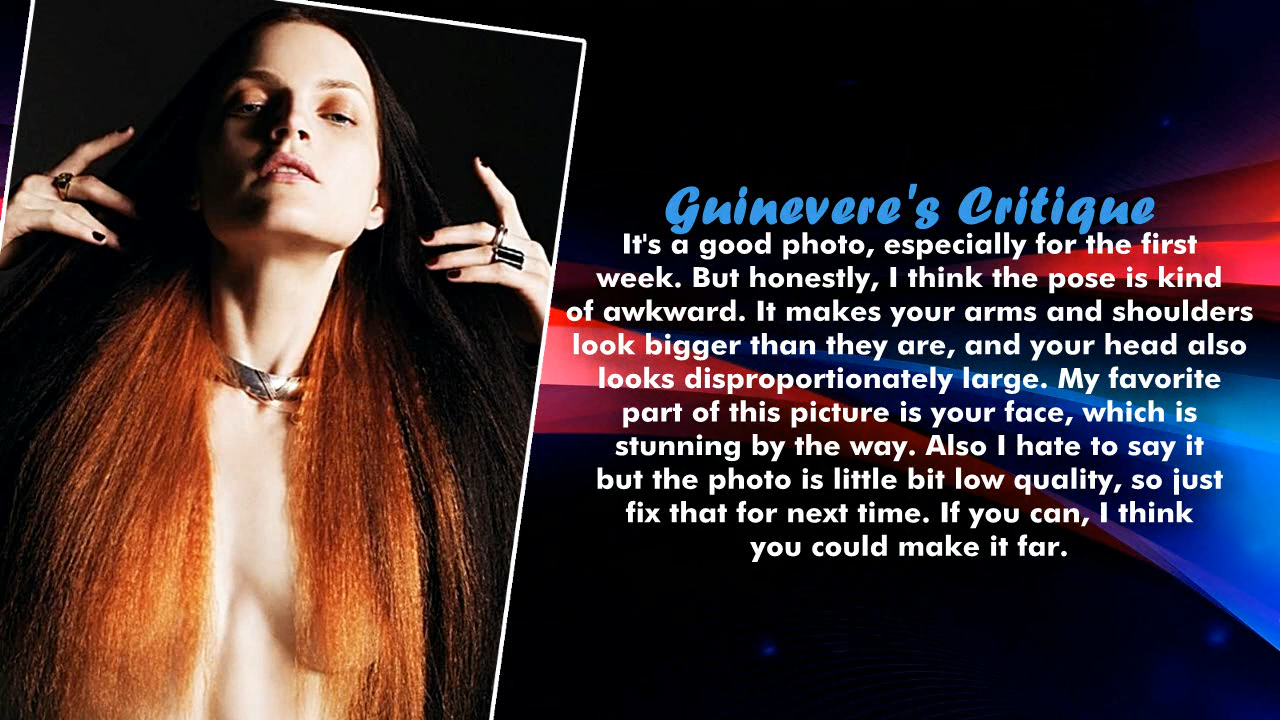 Guinevere's Critique
It's a good photo, especially for the first
week. But honestly, I think the pose is kind
of awkward. It makes your arms and shoulders
look bigger than they are, and your head also
looks disproportionately large. My favorite
part of this picture is your face, which is
stunning by the way. Also I hate to say it
but the photo is little bit low quality, so just
fix that for next time. If you can, I think
you could make it far.